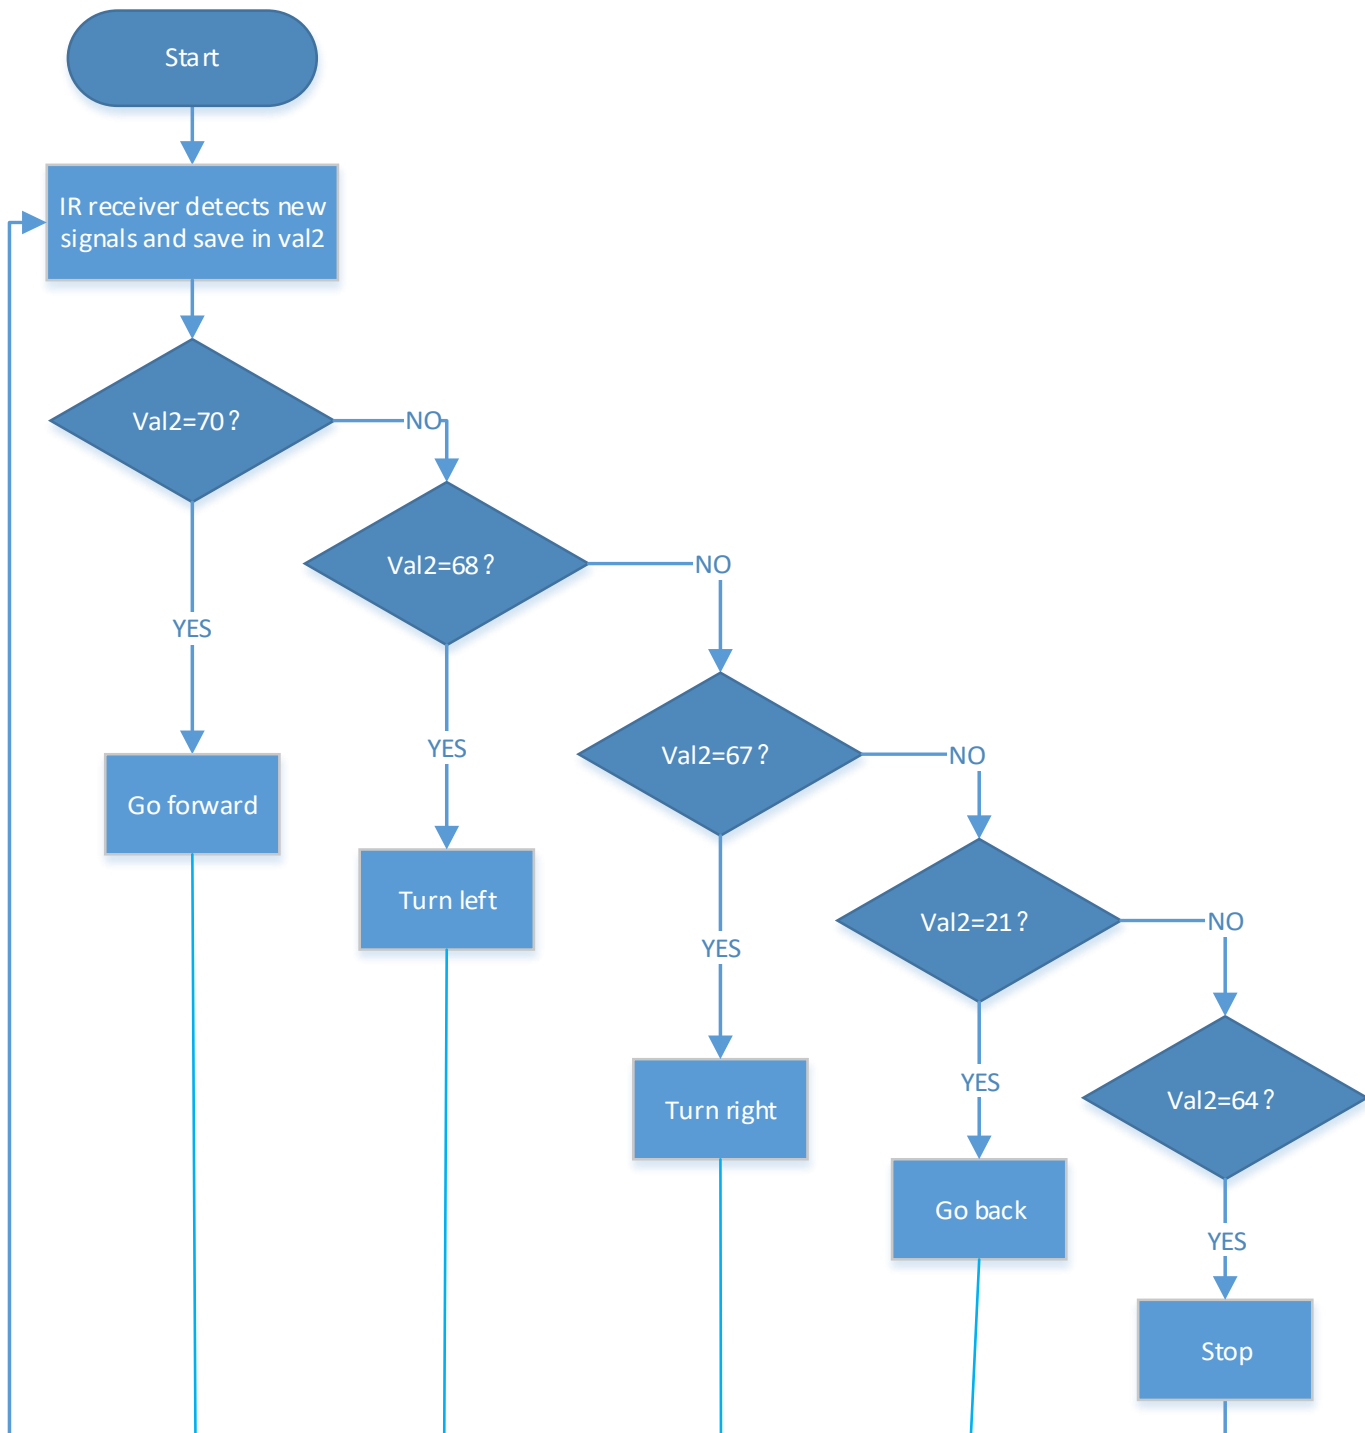 Start
IR receiver detects new
signals and save in val2
Val2=70？
NO
Val2=68？
NO
YES
Val2=67？
NO
YES
Go forward
Turn left
Val2=21？
NO
YES
YES
Turn right
Val2=64？
Go back
YES
Stop